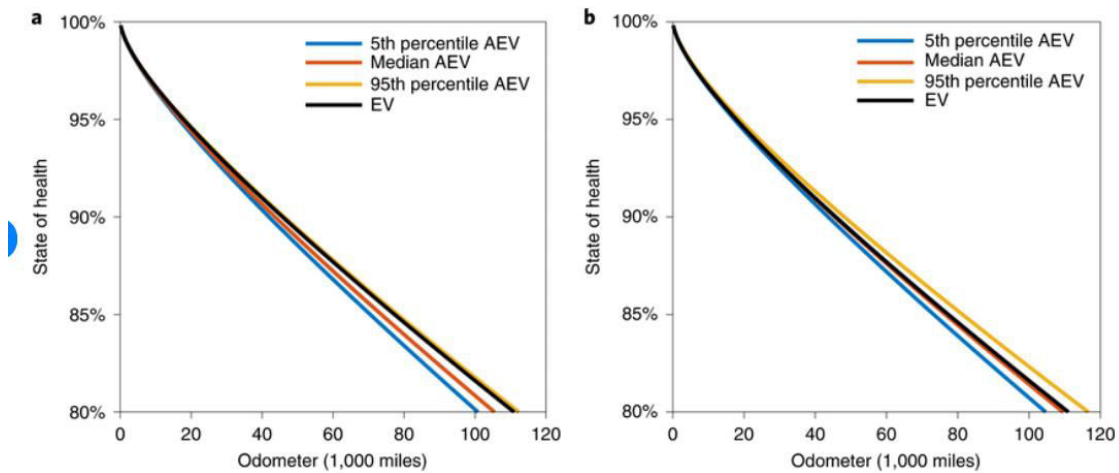 a
100%
95%
90%
85%
80%
State of health
5th percentile AEV
Median AEV
95th percentile AEV
EV
0 20 40 60 80 100 120
Odometer (1,000 miles)
b
100%
95%
90%
85%
80%
State of health
5th percentile AEV
Median AEV
95th percentile AEV
EV
0 20 40 60 80 100 120
Odometer (1,000 miles)